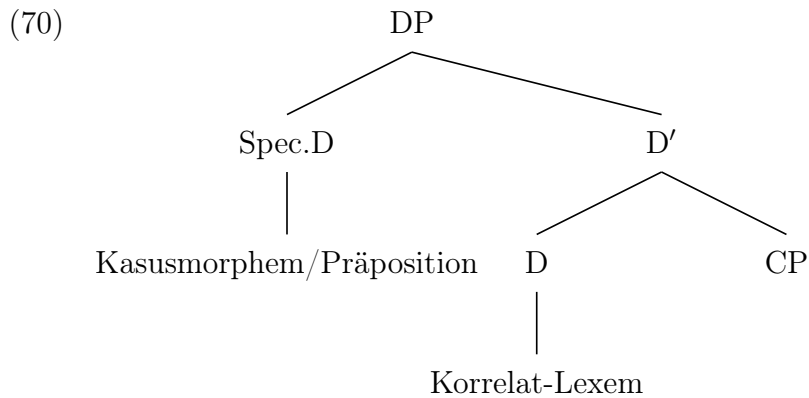 (70) DP
Spec.D D′
Kasusmorphem/Präposition D CP
Korrelat-Lexem